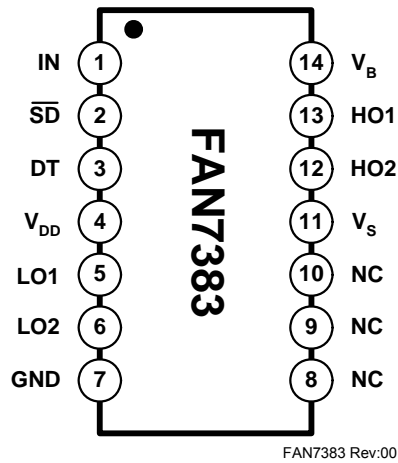 IN 1 14 V_B
S̅D̅ 2 13 HO1
DT 3 12 HO2
V_DD 4 11 V_S
LO1 5 10 NC
LO2 6 9 NC
GND 7 8 NC
FAN7383
FAN7383 Rev:00